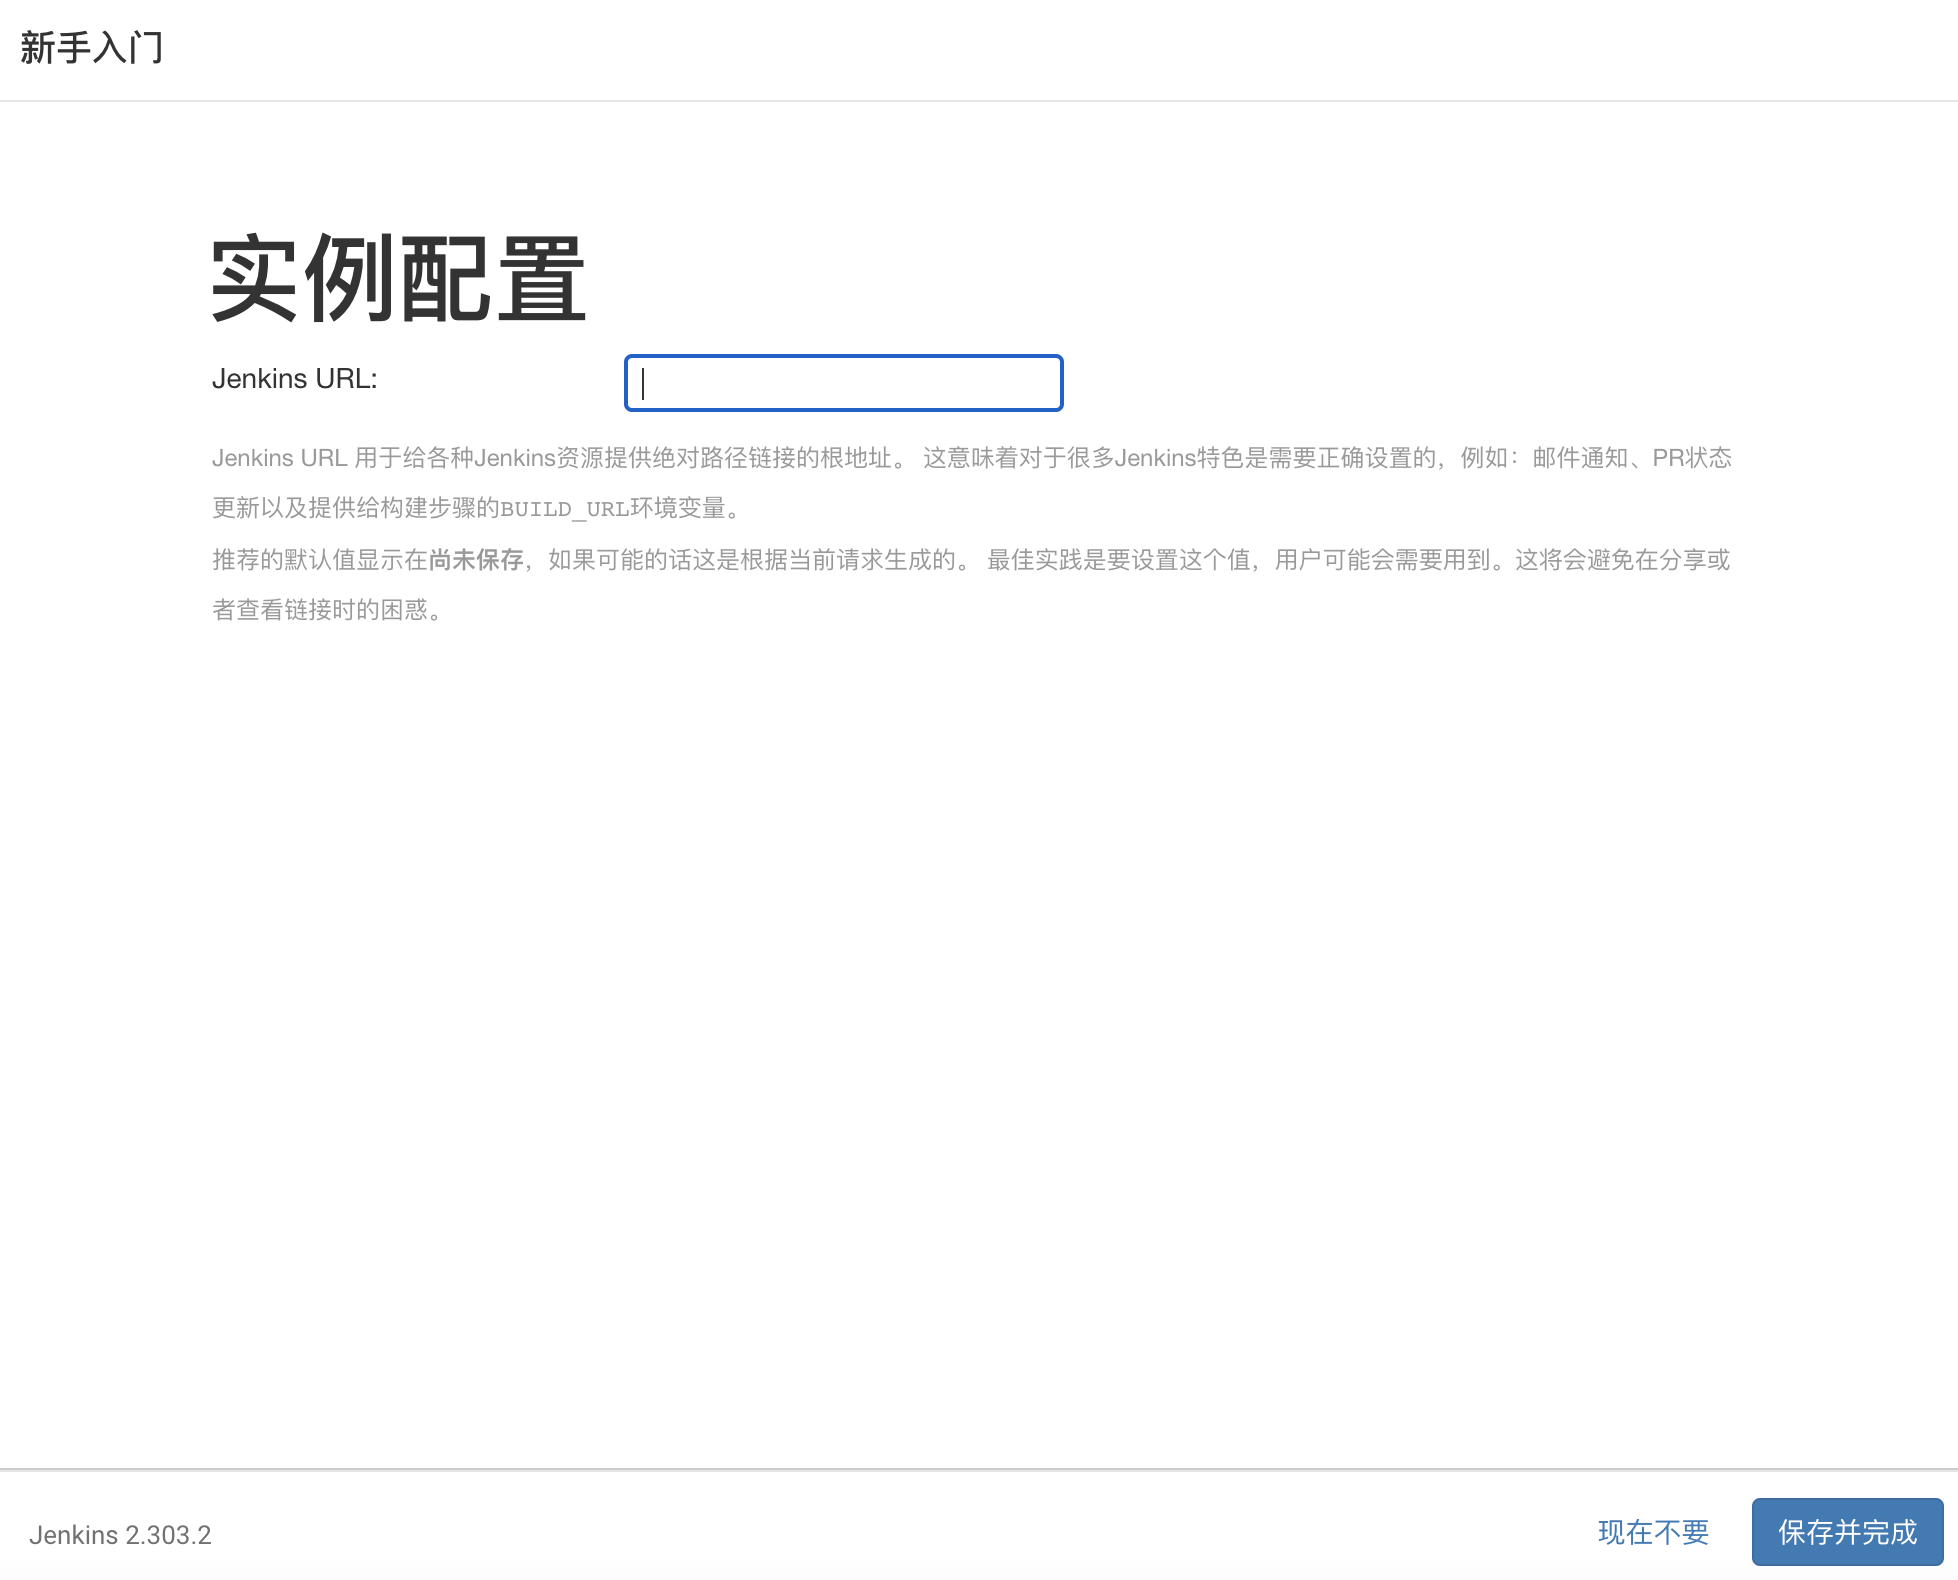 新手入门
实例配置
Jenkins URL:
Jenkins URL 用于给各种Jenkins资源提供绝对路径链接的根地址。 这意味着对于很多Jenkins特色是需要正确设置的，例如：邮件通知、PR状态
更新以及提供给构建步骤的BUILD_URL环境变量。
推荐的默认值显示在尚未保存，如果可能的话这是根据当前请求生成的。 最佳实践是要设置这个值，用户可能会需要用到。这将会避免在分享或
者查看链接时的困惑。
Jenkins 2.303.2
现在不要
保存并完成